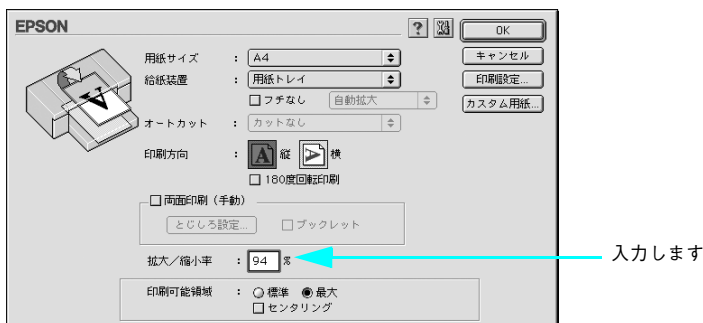 EPSON
?
OK
用紙サイズ : A4
キャンセル
給紙装置 : 用紙トレイ
印刷設定...
フチなし 自動拡大
カスタム用紙...
オートカット : カットなし
印刷方向 : A 縦 A 横
180度回転印刷
両面印刷(手動)
とじしろ設定... ブックレット
拡大/縮小率 : 94 %
入力します
印刷可能領域 : 標準 最大
センタリング